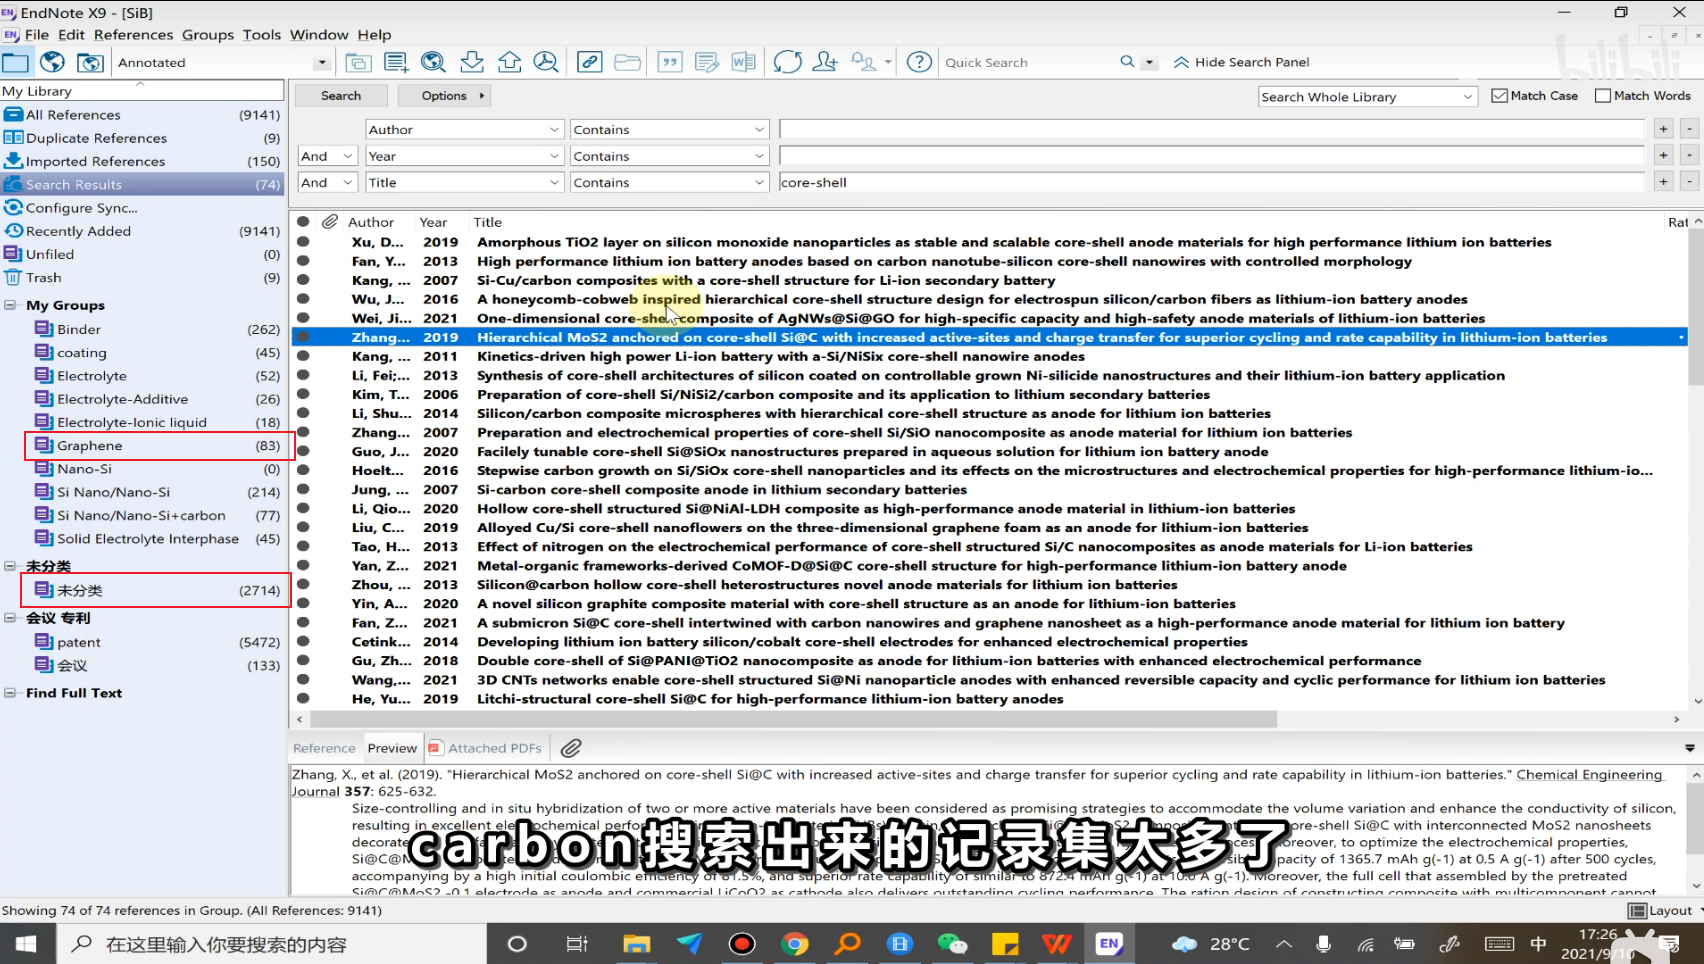 EN EndNote X9 - [SiB]
EN File Edit References Groups Tools Window Help
Annotated
Quick Search
Hide Search Panel
bilibili
My Library
All References (9141)
Duplicate References (9)
Imported References (150)
Search Results (74)
Configure Sync...
Recently Added (9141)
Unfiled (0)
Trash (9)
My Groups
Binder (262)
coating (45)
Electrolyte (52)
Electrolyte-Additive (26)
Electrolyte-Ionic liquid (18)
Graphene (83)
Nano-Si (0)
Si Nano/Nano-Si (214)
Si Nano/Nano-Si+carbon (77)
Solid Electrolyte Interphase (45)
未分类
未分类 (2714)
会议 专利
patent (5472)
会议 (133)
Find Full Text
Search Options Search Whole Library Match Case Match Words
Author Contains + -
And Year Contains + -
And Title Contains core-shell + -
Author Year Title Rat
Xu, D... 2019 Amorphous TiO2 layer on silicon monoxide nanoparticles as stable and scalable core-shell anode materials for high performance lithium ion batteries
Fan, Y... 2013 High performance lithium ion battery anodes based on carbon nanotube-silicon core-shell nanowires with controlled morphology
Kang, ... 2007 Si-Cu/carbon composites with a core-shell structure for Li-ion secondary battery
Wu, J... 2016 A honeycomb-cobweb inspired hierarchical core-shell structure design for electrospun silicon/carbon fibers as lithium-ion battery anodes
Wei, Ji... 2021 One-dimensional core-shell composite of AgNWs@Si@GO for high-specific capacity and high-safety anode materials of lithium-ion batteries
Zhang... 2019 Hierarchical MoS2 anchored on core-shell Si@C with increased active-sites and charge transfer for superior cycling and rate capability in lithium-ion batteries
Kang, ... 2011 Kinetics-driven high power Li-ion battery with a-Si/NiSix core-shell nanowire anodes
Li, Fei;... 2013 Synthesis of core-shell architectures of silicon coated on controllable grown Ni-silicide nanostructures and their lithium-ion battery application
Kim, T... 2006 Preparation of core-shell Si/NiSi2/carbon composite and its application to lithium secondary batteries
Li, Shu... 2014 Silicon/carbon composite microspheres with hierarchical core-shell structure as anode for lithium ion batteries
Zhang... 2007 Preparation and electrochemical properties of core-shell Si/SiO nanocomposite as anode material for lithium ion batteries
Guo, J... 2020 Facilely tunable core-shell Si@SiOx nanostructures prepared in aqueous solution for lithium ion battery anode
Hoelt... 2016 Stepwise carbon growth on Si/SiOx core-shell nanoparticles and its effects on the microstructures and electrochemical properties for high-performance lithium-io...
Jung, ... 2007 Si-carbon core-shell composite anode in lithium secondary batteries
Li, Qio... 2020 Hollow core-shell structured Si@NiAl-LDH composite as high-performance anode material in lithium-ion batteries
Liu, C... 2019 Alloyed Cu/Si core-shell nanoflowers on the three-dimensional graphene foam as an anode for lithium-ion batteries
Tao, H... 2013 Effect of nitrogen on the electrochemical performance of core-shell structured Si/C nanocomposites as anode materials for Li-ion batteries
Yan, Z... 2021 Metal-organic frameworks-derived CoMOF-D@Si@C core-shell structure for high-performance lithium-ion battery anode
Zhou, ... 2013 Silicon@carbon hollow core-shell heterostructures novel anode materials for lithium ion batteries
Yin, A... 2020 A novel silicon graphite composite material with core-shell structure as an anode for lithium-ion batteries
Fan, Z... 2021 A submicron Si@C core-shell intertwined with carbon nanowires and graphene nanosheet as a high-performance anode material for lithium ion battery
Cetink... 2014 Developing lithium ion battery silicon/cobalt core-shell electrodes for enhanced electrochemical properties
Gu, Zh... 2018 Double core-shell of Si@PANI@TiO2 nanocomposite as anode for lithium-ion batteries with enhanced electrochemical performance
Wang,... 2021 3D CNTs networks enable core-shell structured Si@Ni nanoparticle anodes with enhanced reversible capacity and cyclic performance for lithium ion batteries
He, Yu... 2019 Litchi-structural core-shell Si@C for high-performance lithium-ion battery anodes
Reference Preview Attached PDFs
Zhang, X., et al. (2019). "Hierarchical MoS2 anchored on core-shell Si@C with increased active-sites and charge transfer for superior cycling and rate capability in lithium-ion batteries." Chemical Engineering
Journal 357: 625-632.
Size-controlling and in situ hybridization of two or more active materials have been considered as promising strategies to accommodate the volume variation and enhance the conductivity of silicon,
resulting in excellent core-shell Si@C with interconnected MoS2 nanosheets
Moreover, to optimize the electrochemical properties,
capacity of 1365.7 mAh g(-1) at 0.5 A g(-1) after 500 cycles,
accompanying by a high initial coulombic efficiency of 81.5%, and superior rate capability of similar to 872.4 mAh g(-1) at 10.0 A g(-1). Moreover, the full cell that assembled by the pretreated
Si@C@MoS2 -0.1 electrode as anode and commercial LiCoO2 as cathode also delivers outstanding cycling performance. The ration design of constructing composite with multicomponent cannot
carbon搜索出来的记录集太多了
Showing 74 of 74 references in Group. (All References: 9141)
Layout
在这里输入你要搜索的内容
EN
28°C
中
17:26
2021/9/10